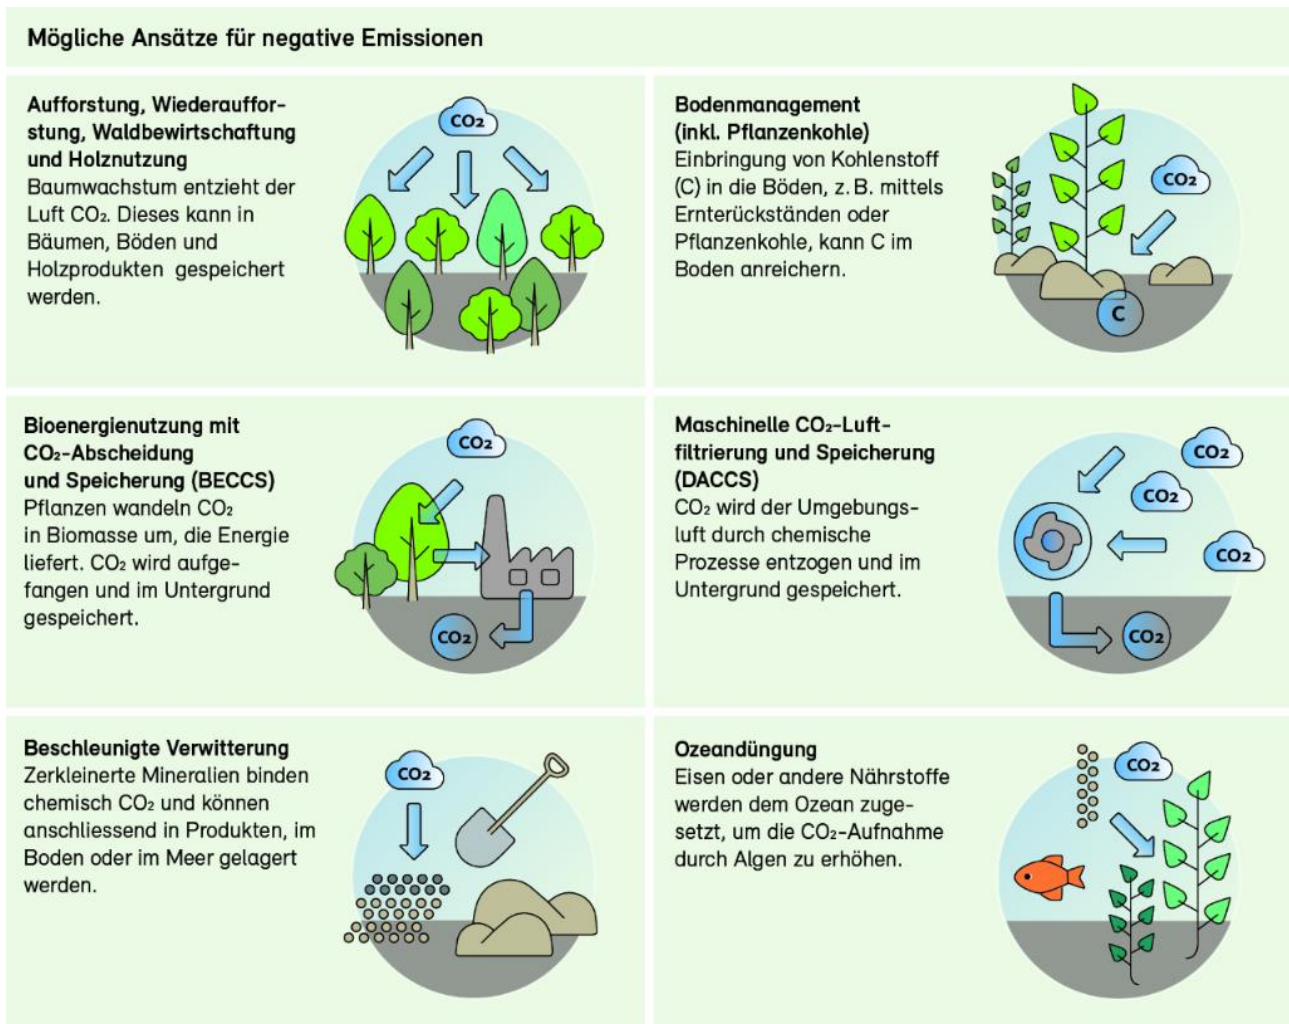 Mögliche Ansätze für negative Emissionen
Aufforstung, Wiederauffor-
stung, Waldbewirtschaftung
und Holznutzung
Baumwachstum entzieht der
Luft CO₂. Dieses kann in
Bäumen, Böden und
Holzprodukten gespeichert
werden.
CO2
Bodenmanagement
(inkl. Pflanzenkohle)
Einbringung von Kohlenstoff
(C) in die Böden, z. B. mittels
Ernterückständen oder
Pflanzenkohle, kann C im
Boden anreichern.
CO2
C
Bioenergienutzung mit
CO₂-Abscheidung
und Speicherung (BECCS)
Pflanzen wandeln CO₂
in Biomasse um, die Energie
liefert. CO₂ wird aufge-
fangen und im Untergrund
gespeichert.
CO2
CO2
Maschinelle CO₂-Luft-
filtrierung und Speicherung
(DACCS)
CO₂ wird der Umgebungs-
luft durch chemische
Prozesse entzogen und im
Untergrund gespeichert.
CO2
CO2
CO2
CO2
Beschleunigte Verwitterung
Zerkleinerte Mineralien binden
chemisch CO₂ und können
anschliessend in Produkten, im
Boden oder im Meer gelagert
werden.
CO2
Ozeandüngung
Eisen oder andere Nährstoffe
werden dem Ozean zuge-
setzt, um die CO₂-Aufnahme
durch Algen zu erhöhen.
CO2